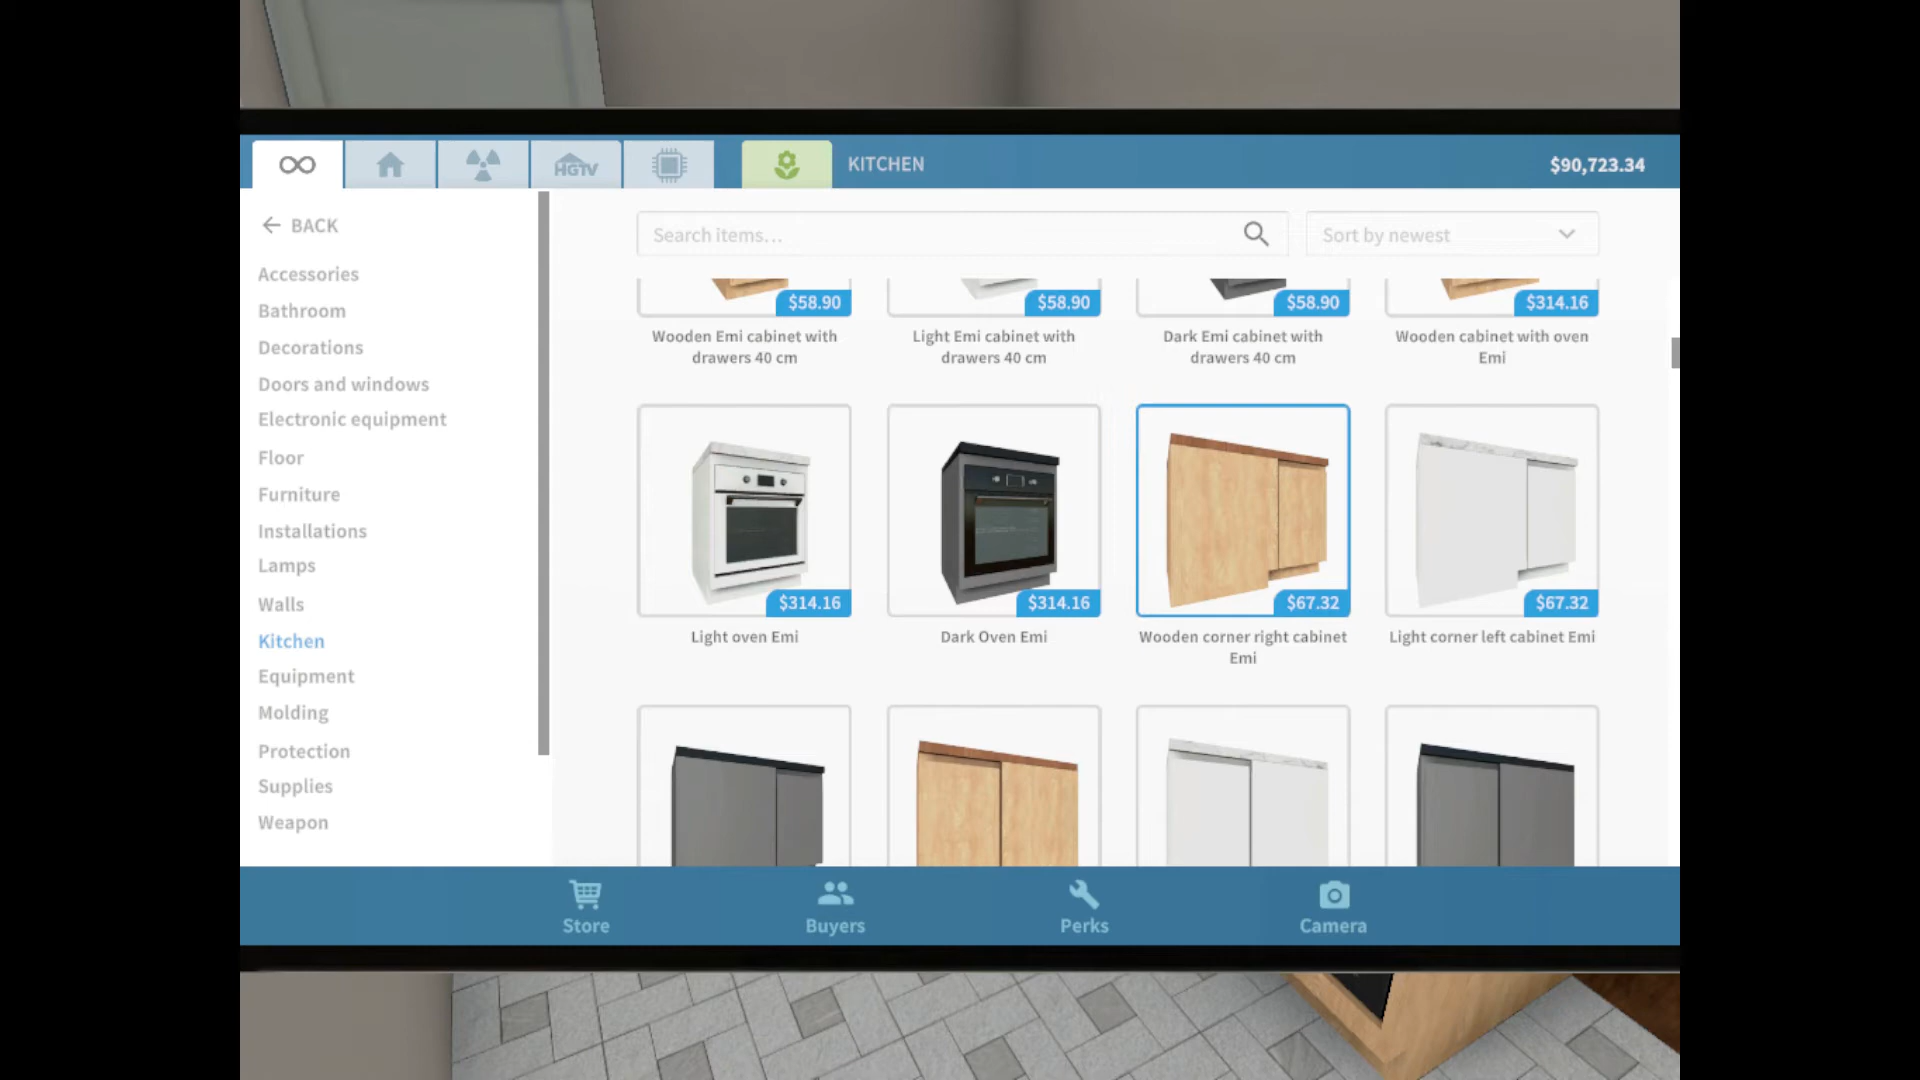 HGTV
KITCHEN
$90,723.34
BACK
Search items...
Sort by newest
Accessories
Bathroom
Decorations
Doors and windows
Electronic equipment
Floor
Furniture
Installations
Lamps
Walls
Kitchen
Equipment
Molding
Protection
Supplies
Weapon
$58.90
$58.90
$58.90
$314.16
Wooden Emi cabinet with
drawers 40 cm
Light Emi cabinet with
drawers 40 cm
Dark Emi cabinet with
drawers 40 cm
Wooden cabinet with oven
Emi
$314.16
$314.16
$67.32
$67.32
Light oven Emi
Dark Oven Emi
Wooden corner right cabinet
Emi
Light corner left cabinet Emi
Store
Buyers
Perks
Camera